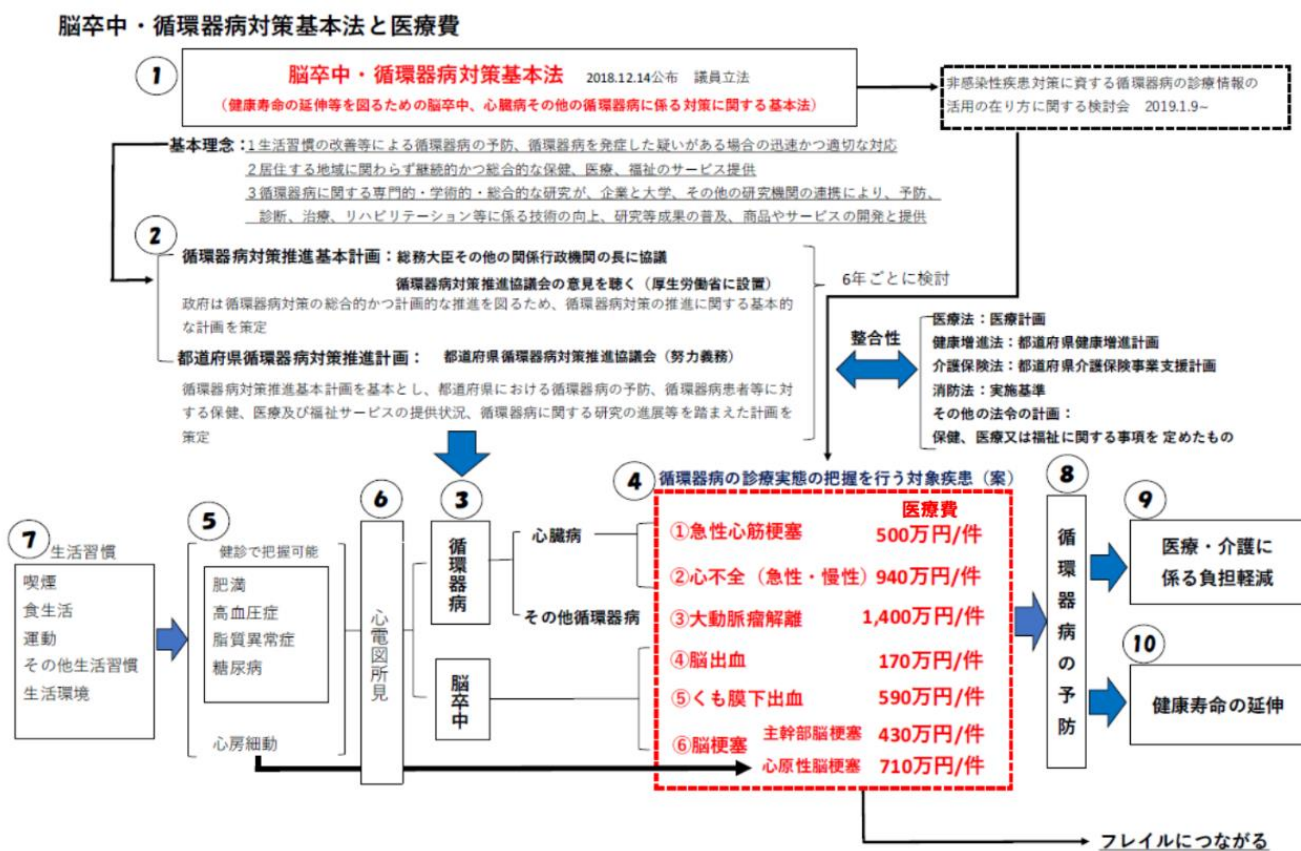 脳卒中・循環器病対策基本法と医療費
1
脳卒中・循環器病対策基本法 2018.12.14公布 議員立法
（健康寿命の延伸等を図るための脳卒中、心臓病その他の循環器病に係る対策に関する基本法）
非感染性疾患対策に資する循環器病の診療情報の
活用の在り方に関する検討会 2019.1.9~
基本理念：1生活習慣の改善等による循環器病の予防、循環器病を発症した疑いがある場合の迅速かつ適切な対応
2居住する地域に関わらず継続的かつ総合的な保健、医療、福祉のサービス提供
3循環器病に関する専門的・学術的・総合的な研究が、企業と大学、その他の研究機関の連携により、予防、
診断、治療、リハビリテーション等に係る技術の向上、研究等成果の普及、商品やサービスの開発と提供
2
循環器病対策推進基本計画：総務大臣その他の関係行政機関の長に協議
循環器病対策推進協議会の意見を聴く（厚生労働省に設置）
政府は循環器病対策の総合的かつ計画的な推進を図るため、循環器病対策の推進に関する基本的
な計画を策定
都道府県循環器病対策推進計画： 都道府県循環器病対策推進協議会（努力義務）
循環器病対策推進基本計画を基本とし、都道府県における循環器病の予防、循環器病患者等に対
する保健、医療及び福祉サービスの提供状況、循環器病に関する研究の進展等を踏まえた計画を
策定
6年ごとに検討
整合性
医療法：医療計画
健康増進法：都道府県健康増進計画
介護保険法：都道府県介護保険事業支援計画
消防法：実施基準
その他の法令の計画：
保健、医療又は福祉に関する事項を 定めたもの
7
生活習慣
喫煙
食生活
運動
その他生活習慣
生活環境
5
健診で把握可能
肥満
高血圧症
脂質異常症
糖尿病
心房細動
6
心電図所見
3
循環器病
心臓病
その他循環器病
脳卒中
4
循環器病の診療実態の把握を行う対象疾患（案）
医療費
①急性心筋梗塞 500万円/件
②心不全（急性・慢性）940万円/件
③大動脈瘤解離 1,400万円/件
④脳出血 170万円/件
⑤くも膜下出血 590万円/件
⑥脳梗塞 主幹部脳梗塞 430万円/件
心原性脳梗塞 710万円/件
8
循環器病の予防
9
医療・介護に
係る負担軽減
10
健康寿命の延伸
フレイルにつながる